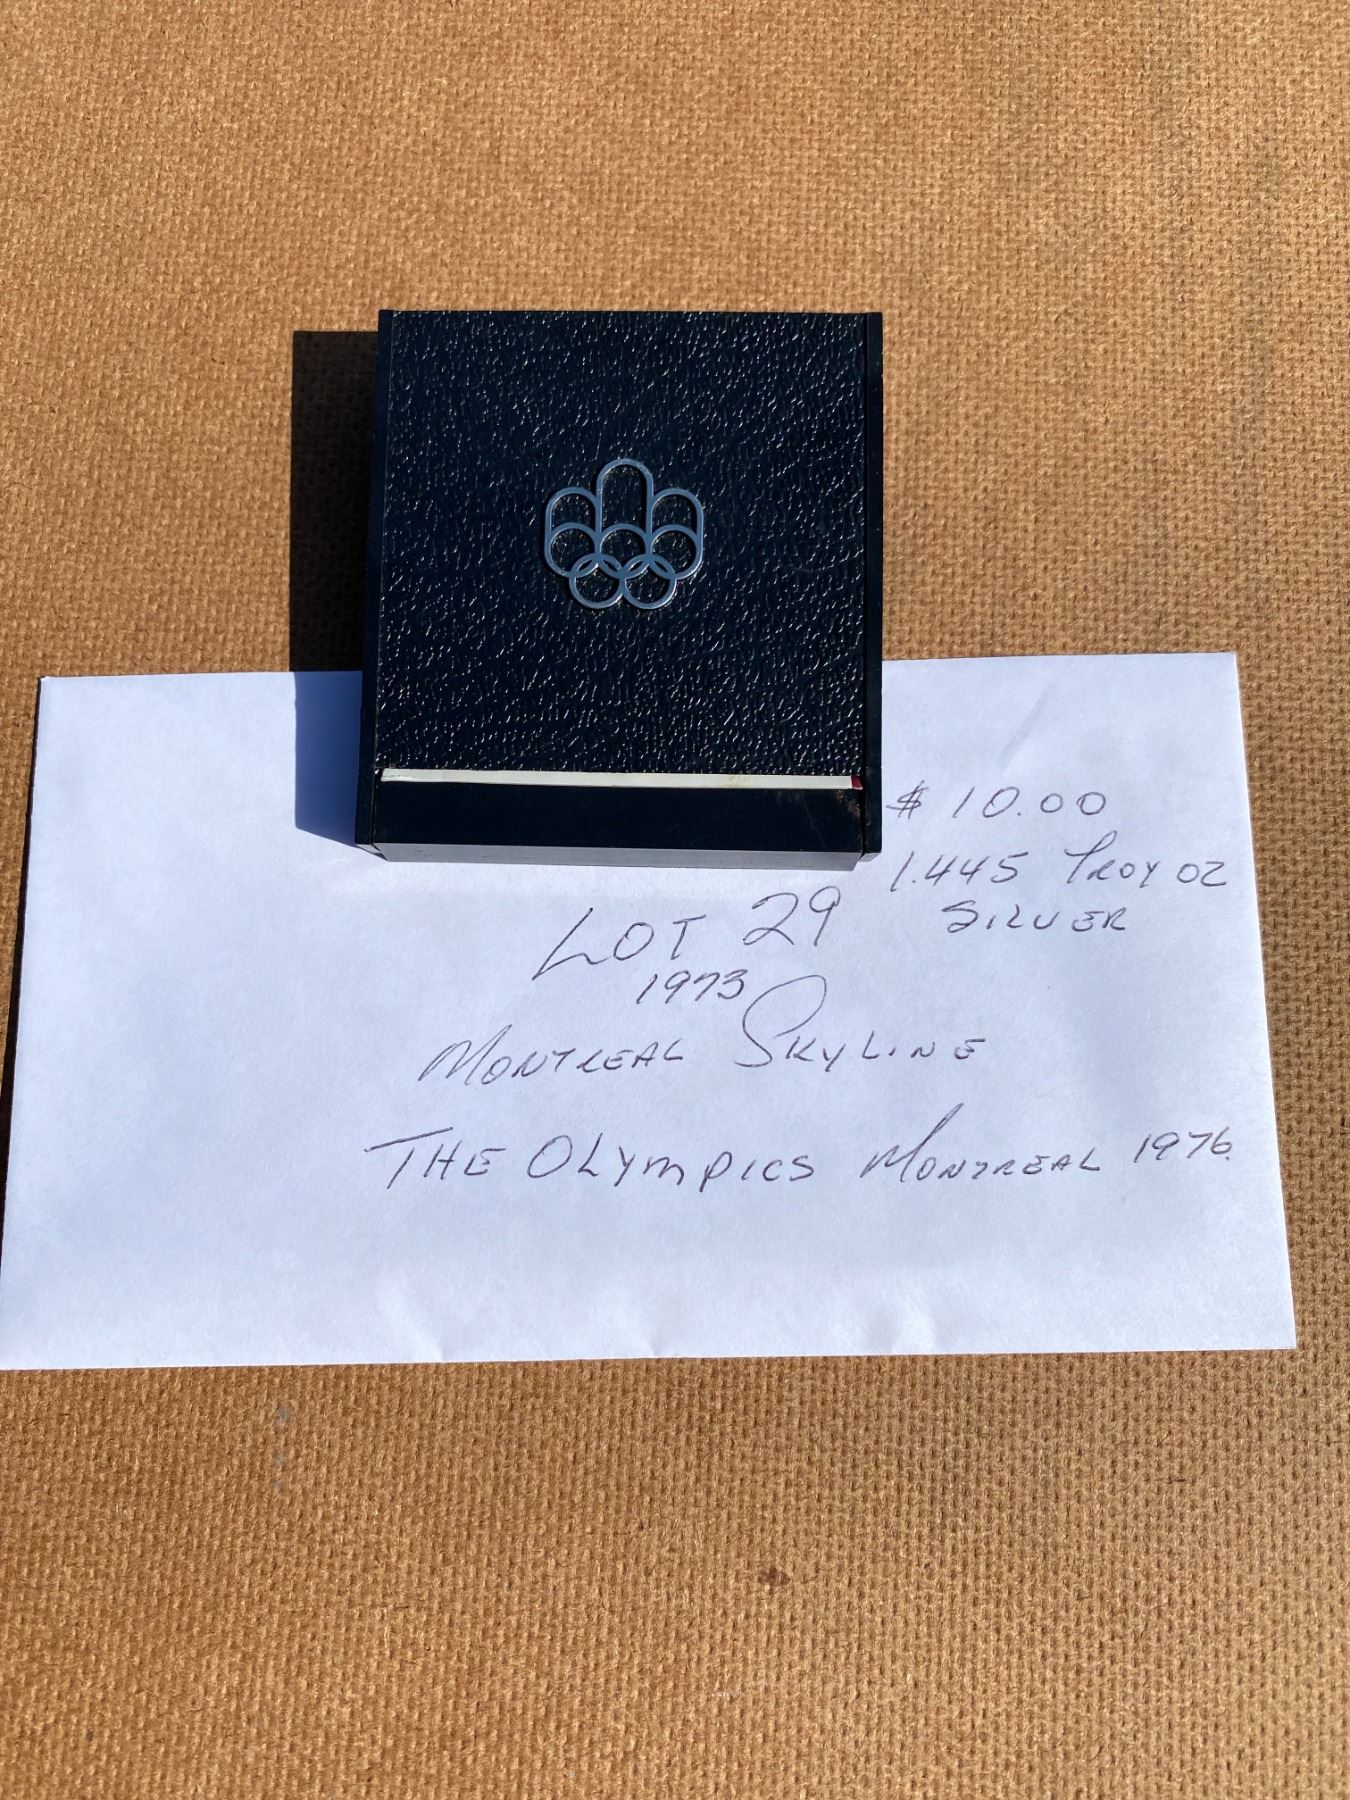 $ 10.00
1.445 TROY OZ
SILVER
LOT 29
1973
MONTREAL SKYLINE
THE OLYMPICS MONTREAL 1976.